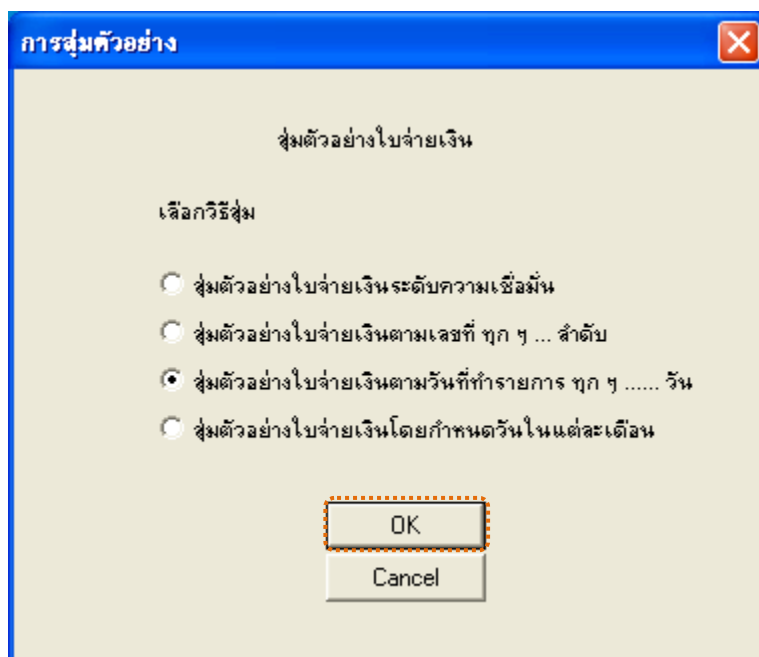 การสุ่มตัวอย่าง
สุ่มตัวอย่างใบจ่ายเงิน
เลือกวิธีสุ่ม
สุ่มตัวอย่างใบจ่ายเงินระดับความเชื่อมั่น
สุ่มตัวอย่างใบจ่ายเงินตามเลขที่ ทุก ๆ ... ลำดับ
สุ่มตัวอย่างใบจ่ายเงินตามวันที่ทำรายการ ทุก ๆ ...... วัน
สุ่มตัวอย่างใบจ่ายเงินโดยกำหนดวันในแต่ละเดือน
OK
Cancel